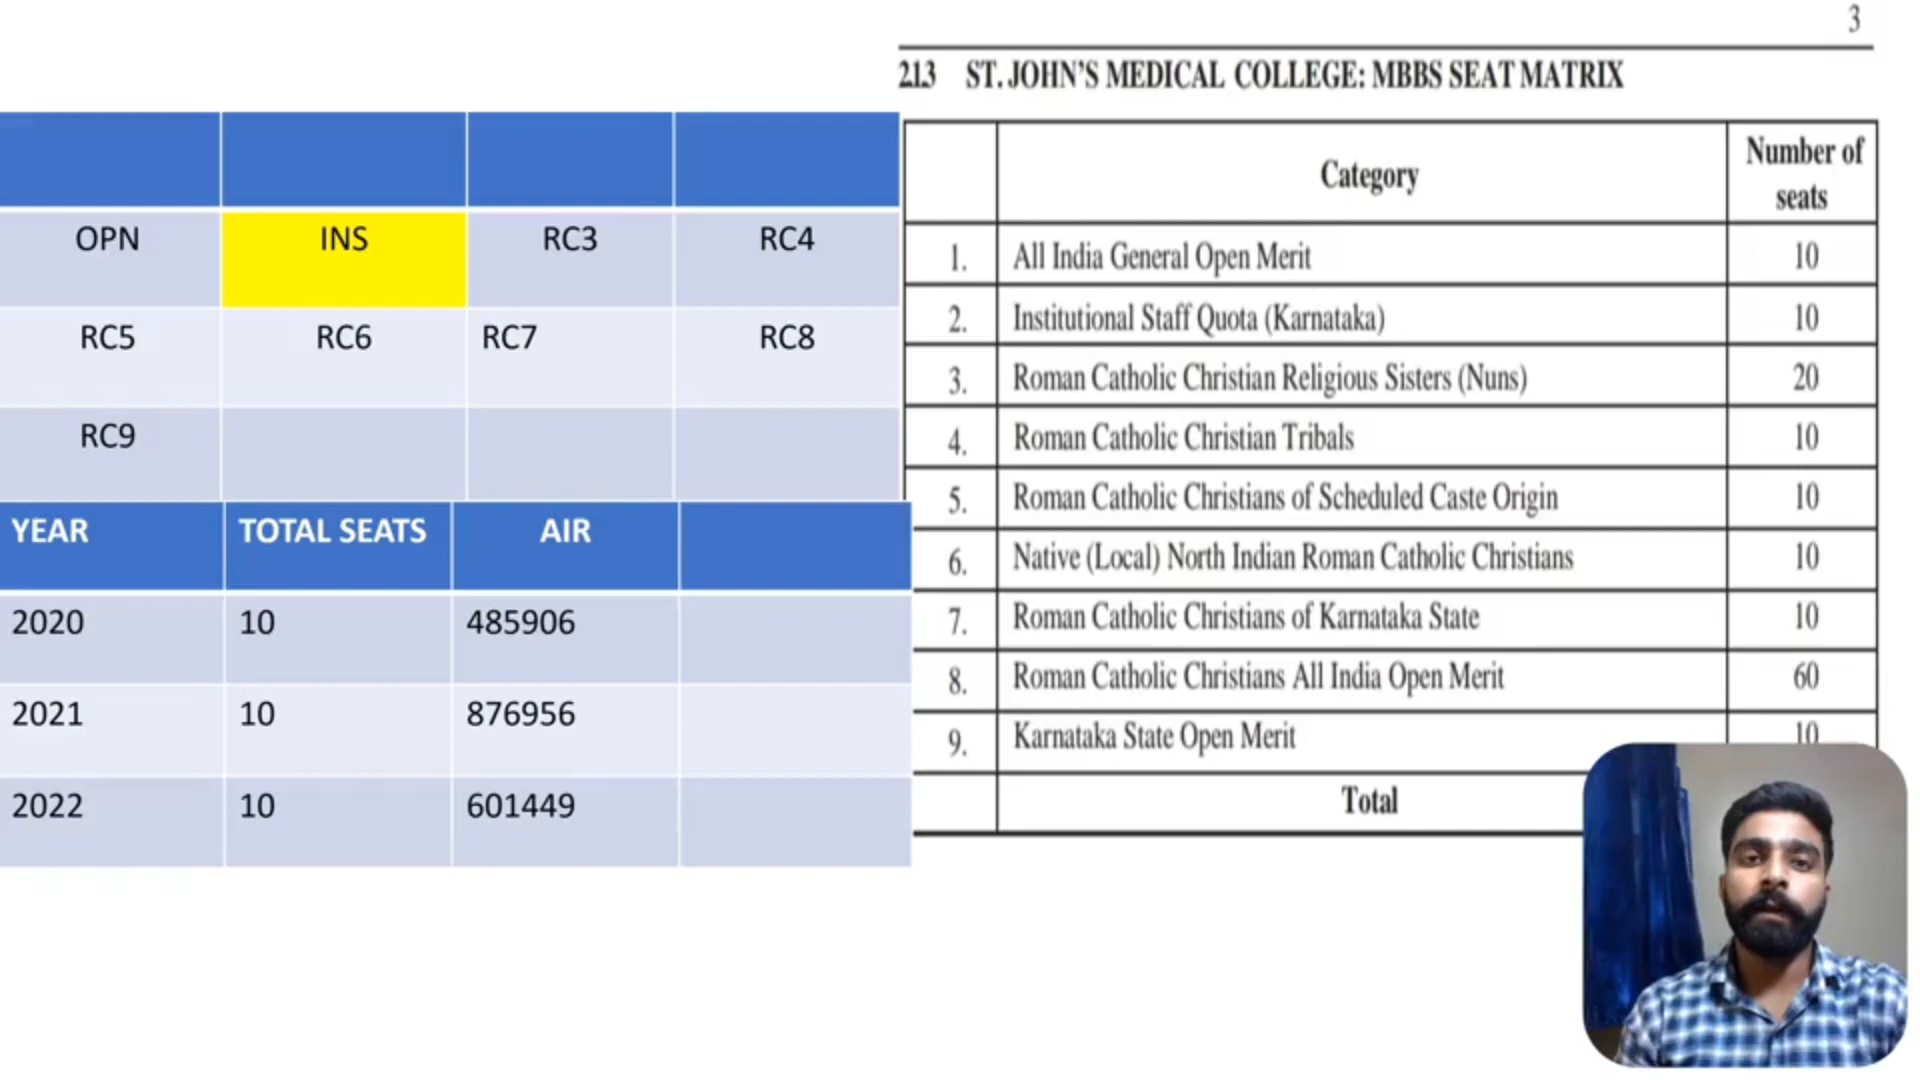 3
2.1.3 ST. JOHN'S MEDICAL COLLEGE: MBBS SEAT MATRIX
OPN INS RC3 RC4
RC5 RC6 RC7 RC8
RC9
YEAR TOTAL SEATS AIR
2020 10 485906
2021 10 876956
2022 10 601449
Category Number of seats
1. All India General Open Merit 10
2. Institutional Staff Quota (Karnataka) 10
3. Roman Catholic Christian Religious Sisters (Nuns) 20
4. Roman Catholic Christian Tribals 10
5. Roman Catholic Christians of Scheduled Caste Origin 10
6. Native (Local) North Indian Roman Catholic Christians 10
7. Roman Catholic Christians of Karnataka State 10
8. Roman Catholic Christians All India Open Merit 60
9. Karnataka State Open Merit 10
Total